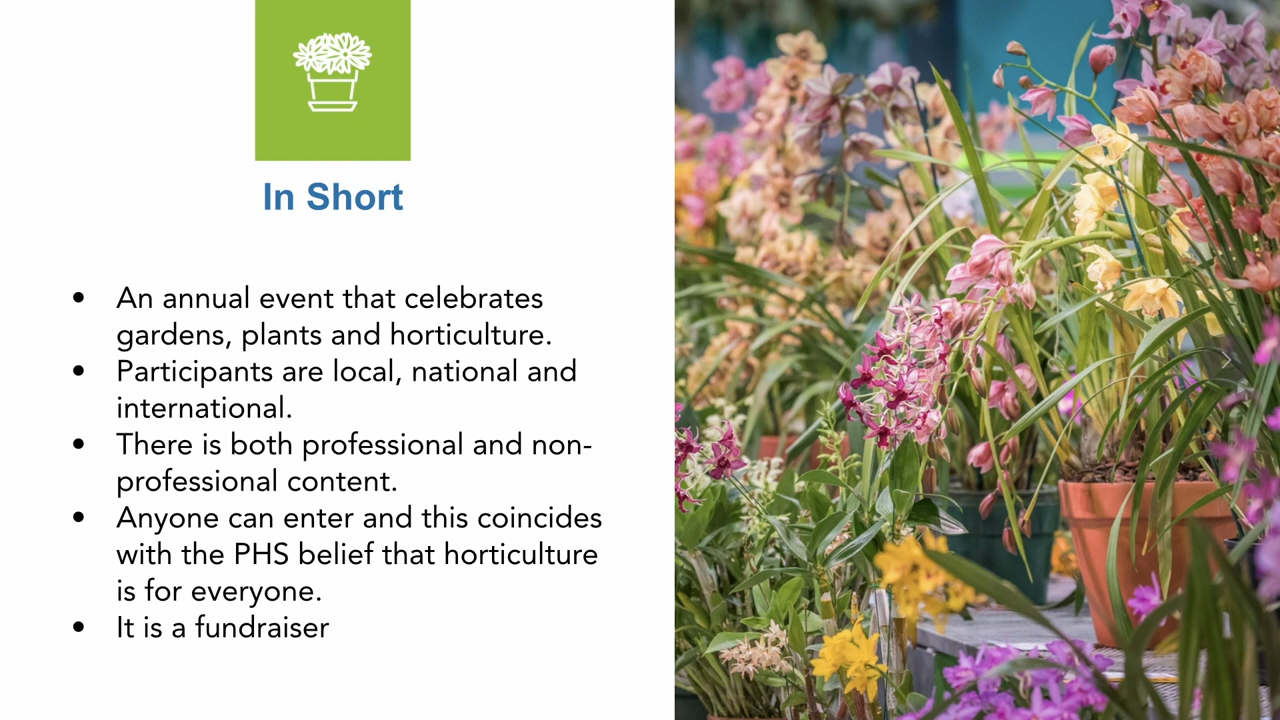 In Short
• An annual event that celebrates
gardens, plants and horticulture.
• Participants are local, national and
international.
• There is both professional and non-
professional content.
• Anyone can enter and this coincides
with the PHS belief that horticulture
is for everyone.
• It is a fundraiser